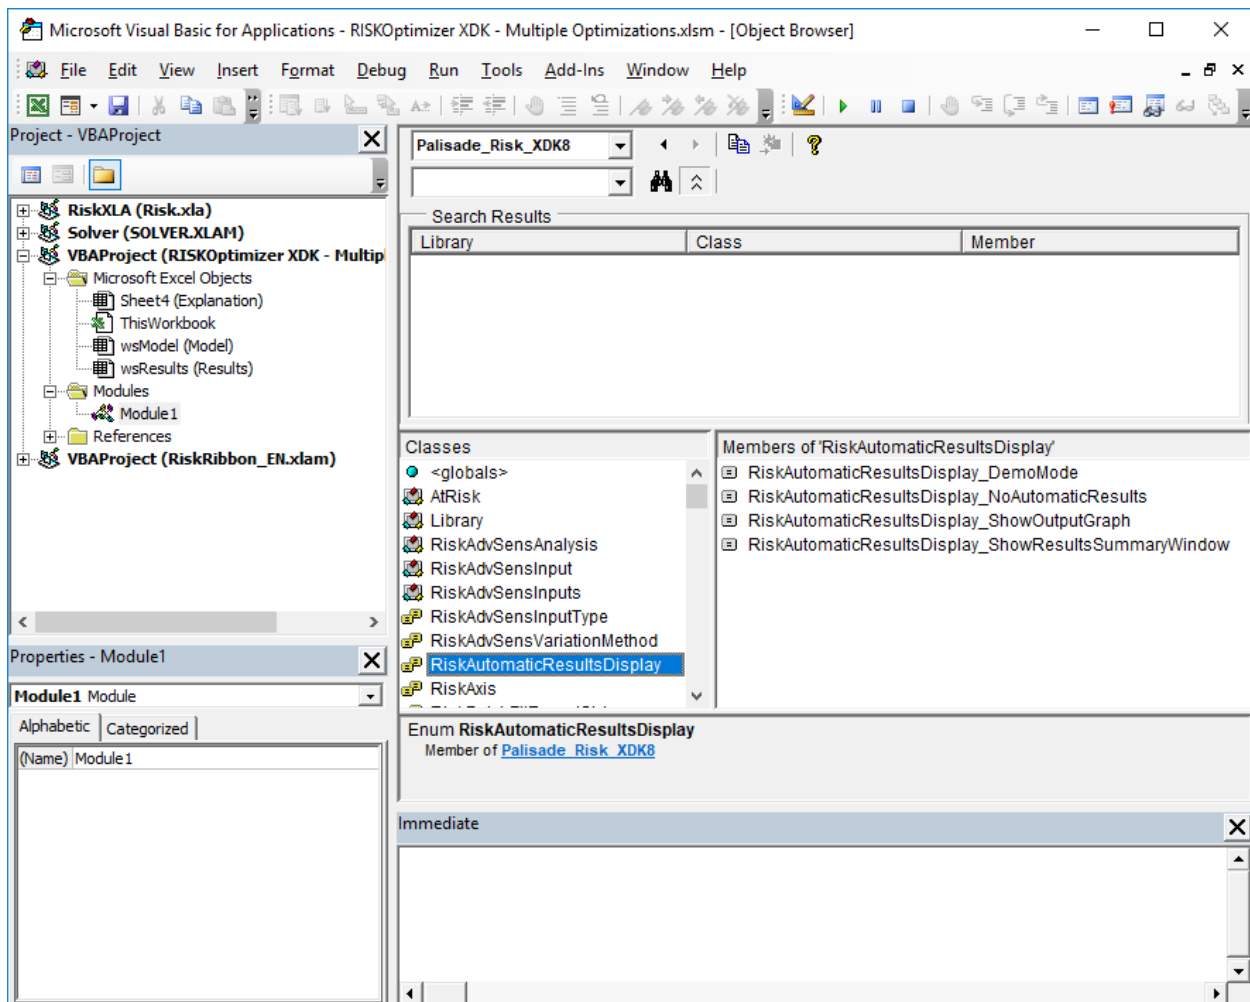 Microsoft Visual Basic for Applications - RISKOptimizer XDK - Multiple Optimizations.xlsm - [Object Browser]
File Edit View Insert Format Debug Run Tools Add-Ins Window Help
Project - VBAProject
RiskXLA (Risk.xla)
Solver (SOLVER.XLAM)
VBAProject (RISKOptimizer XDK - Multipl
Microsoft Excel Objects
Sheet4 (Explanation)
ThisWorkbook
wsModel (Model)
wsResults (Results)
Modules
Module1
References
VBAProject (RiskRibbon_EN.xlam)
Properties - Module1
Module1 Module
Alphabetic Categorized
(Name) Module1
Palisade_Risk_XDK8
Search Results
Library Class Member
Classes
<globals>
AtRisk
Library
RiskAdvSensAnalysis
RiskAdvSensInput
RiskAdvSensInputs
RiskAdvSensInputType
RiskAdvSensVariationMethod
RiskAutomaticResultsDisplay
RiskAxis
Members of 'RiskAutomaticResultsDisplay'
RiskAutomaticResultsDisplay_DemoMode
RiskAutomaticResultsDisplay_NoAutomaticResults
RiskAutomaticResultsDisplay_ShowOutputGraph
RiskAutomaticResultsDisplay_ShowResultsSummaryWindow
Enum RiskAutomaticResultsDisplay
Member of Palisade_Risk_XDK8
Immediate